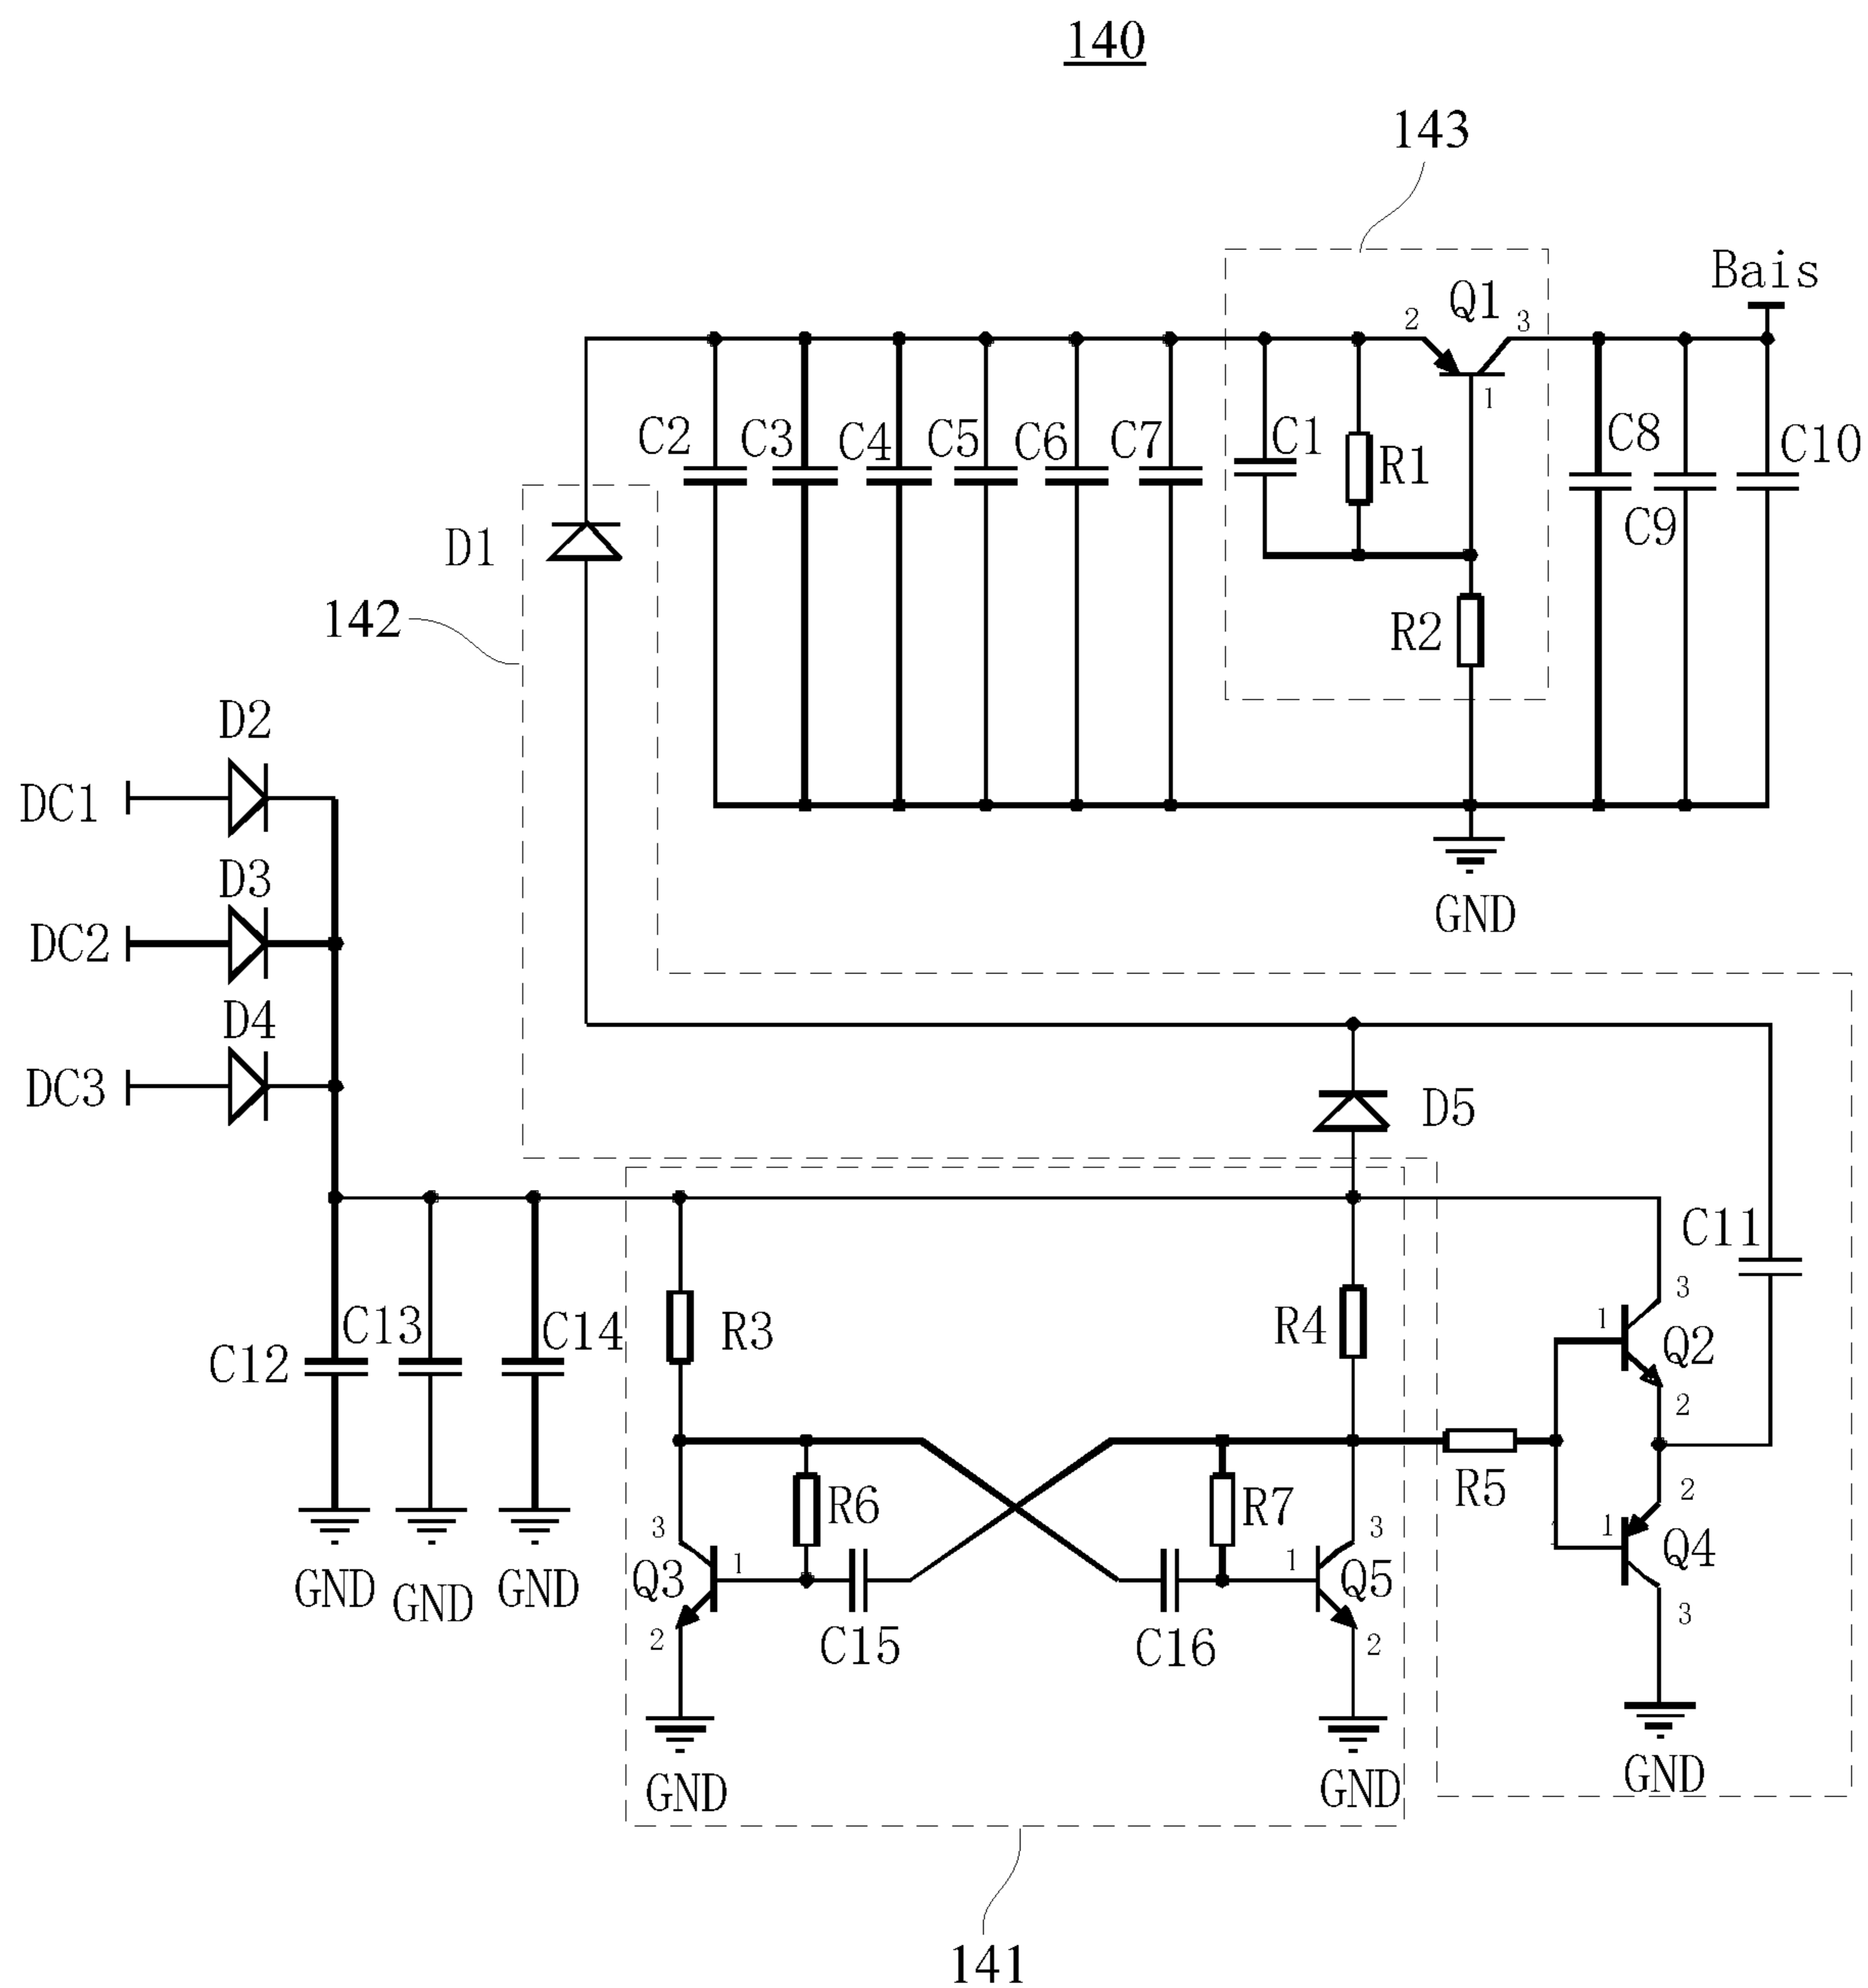 140
143
Bais
2 Q1 3
1
C2 C3 C4 C5 C6 C7 C1 R1 C8 C10
C9
D1
R2
142
D2
DC1
D3
GND
DC2
D4
DC3
D5
C11
3
R3 R4 1
C13 C14 Q2
C12
2
R5
R6 R7 2
3 3 1
Q3 1 1 Q5 Q4
GND GND GND
2 C15 C16 2 3
GND GND GND
141